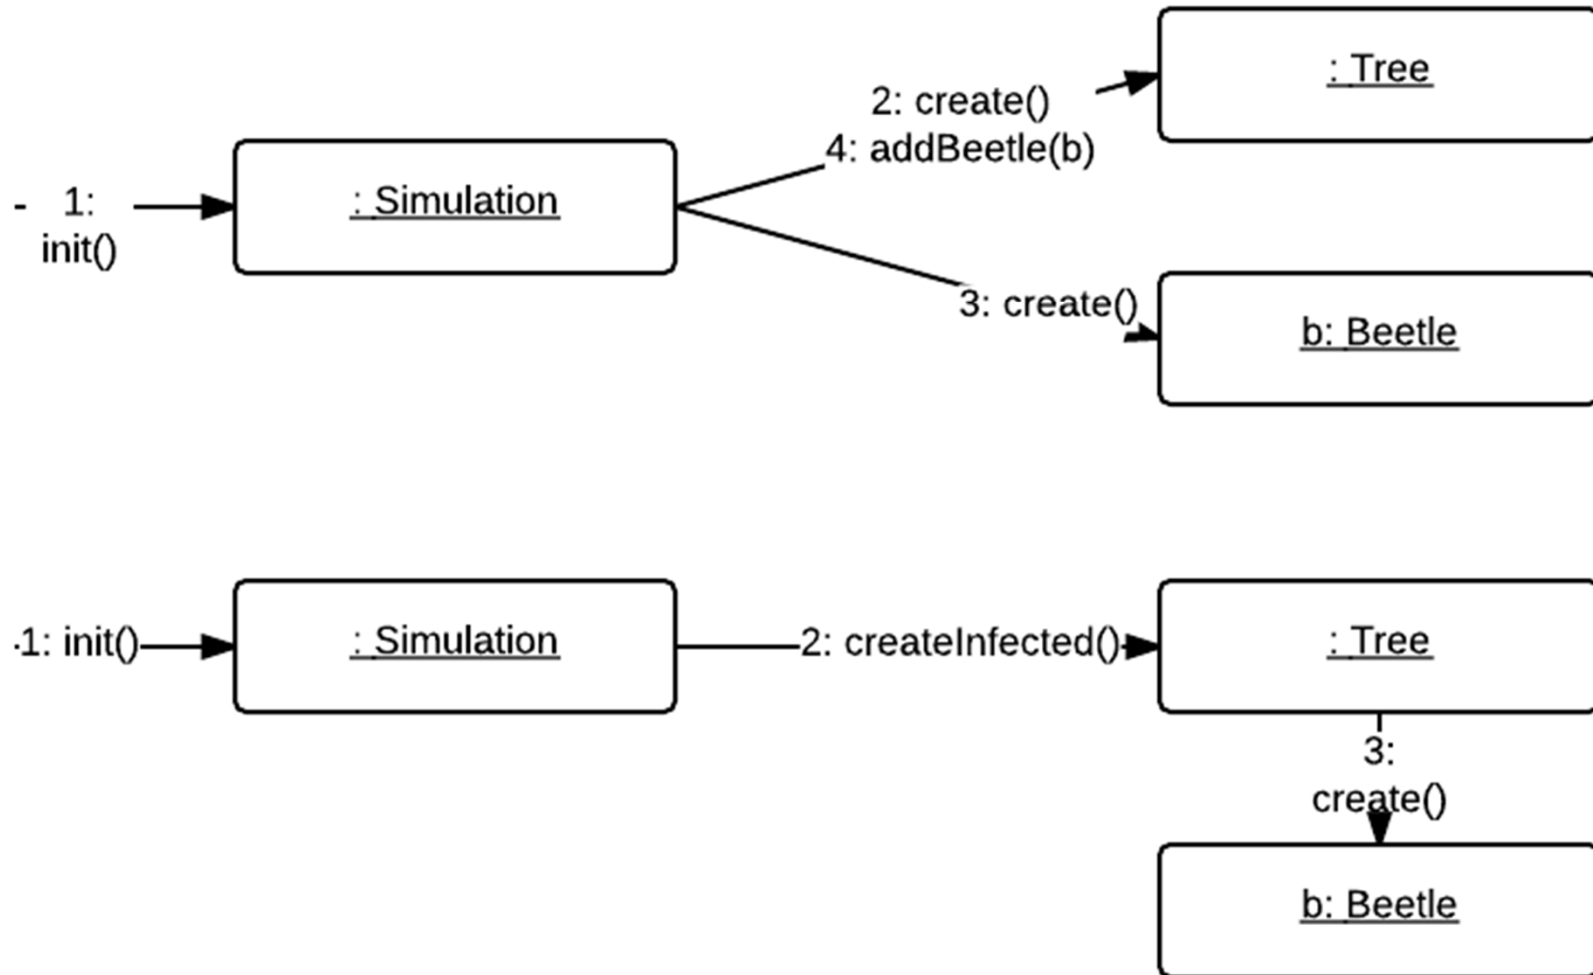 : Tree
2: create()
4: addBeetle(b)
1:
init()
: Simulation
3: create()
b: Beetle
1: init()
: Simulation
2: createInfected()
: Tree
3:
create()
b: Beetle